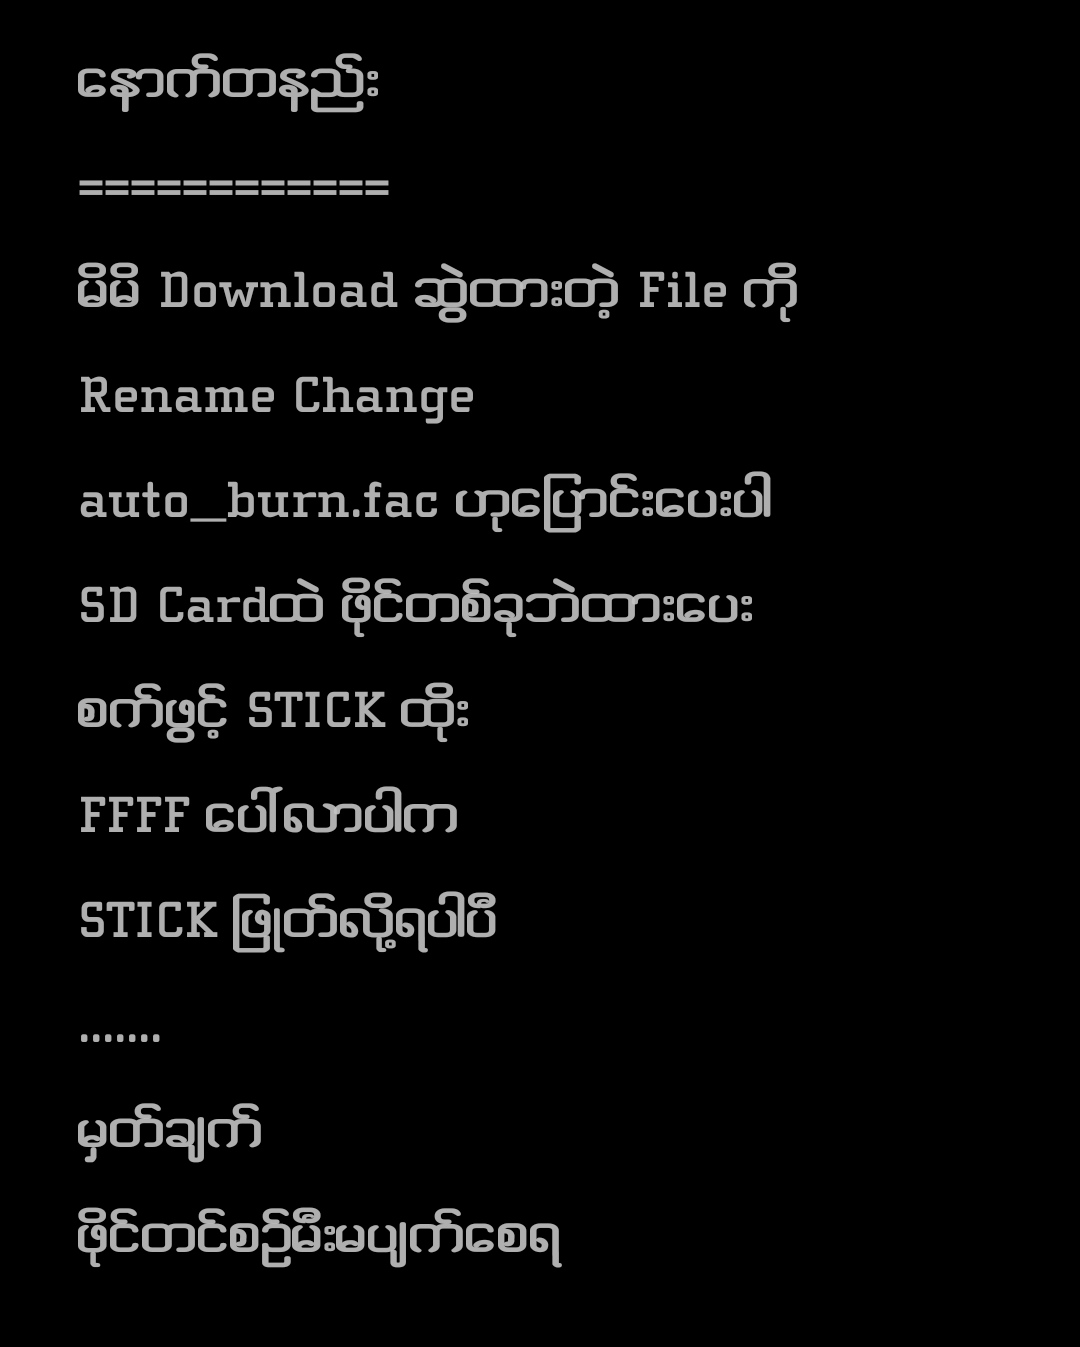 နောက်တနည်း
============
မိမိ Download ဆွဲထားတဲ့ File ကို
Rename Change
auto_burn.fac ဟုပြောင်းပေးပါ
SD Cardထဲ ဖိုင်တစ်ခုဘဲထားပေး
စက်ဖွင့် STICK ထိုး
FFFF ပေါ်လာပါက
STICK ဖြုတ်လို့ရပါပီ
.......
မှတ်ချက်
ဖိုင်တင်စဉ်မီးမပျက်စေရ